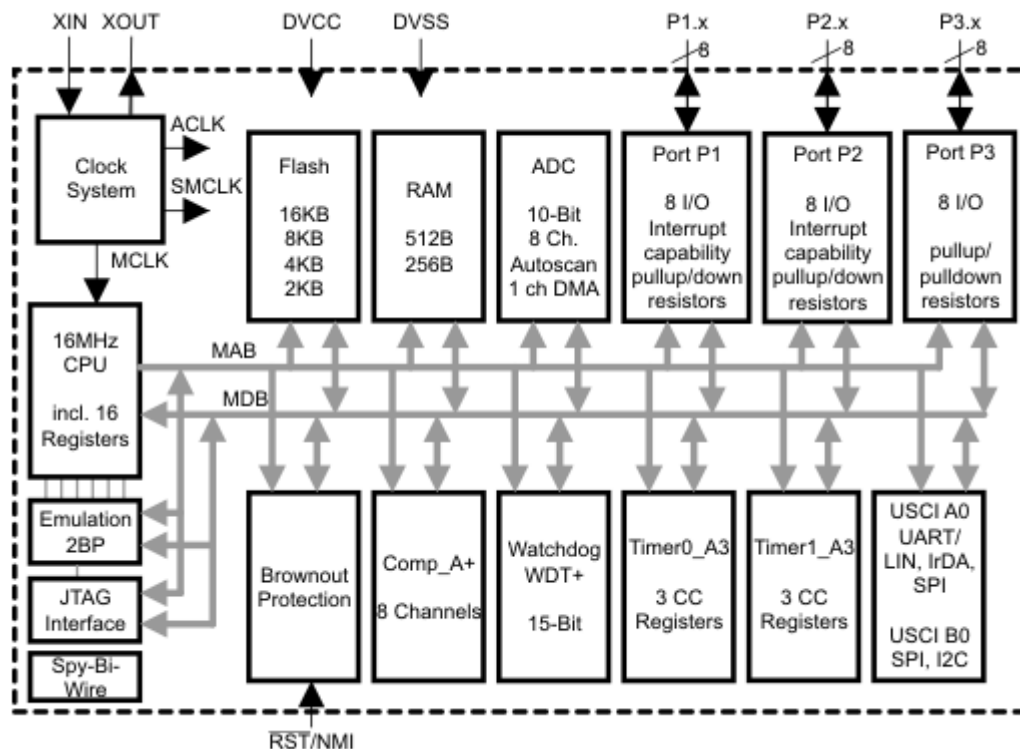 XIN XOUT DVCC DVSS P1.x P2.x P3.x
8 8 8
ACLK
SMCLK
MCLK
Clock
System
Flash
16KB
8KB
4KB
2KB
RAM
512B
256B
ADC
10-Bit
8 Ch.
Autoscan
1 ch DMA
Port P1
8 I/O
Interrupt
capability
pullup/down
resistors
Port P2
8 I/O
Interrupt
capability
pullup/down
resistors
Port P3
8 I/O
pullup/
pulldown
resistors
16MHz
CPU
incl. 16
Registers
MAB
MDB
Emulation
2BP
JTAG
Interface
Spy-Bi-
Wire
Brownout
Protection
Comp_A+
8 Channels
Watchdog
WDT+
15-Bit
Timer0_A3
3 CC
Registers
Timer1_A3
3 CC
Registers
USCI A0
UART/
LIN, IrDA,
SPI
USCI B0
SPI, I2C
RST/NMI